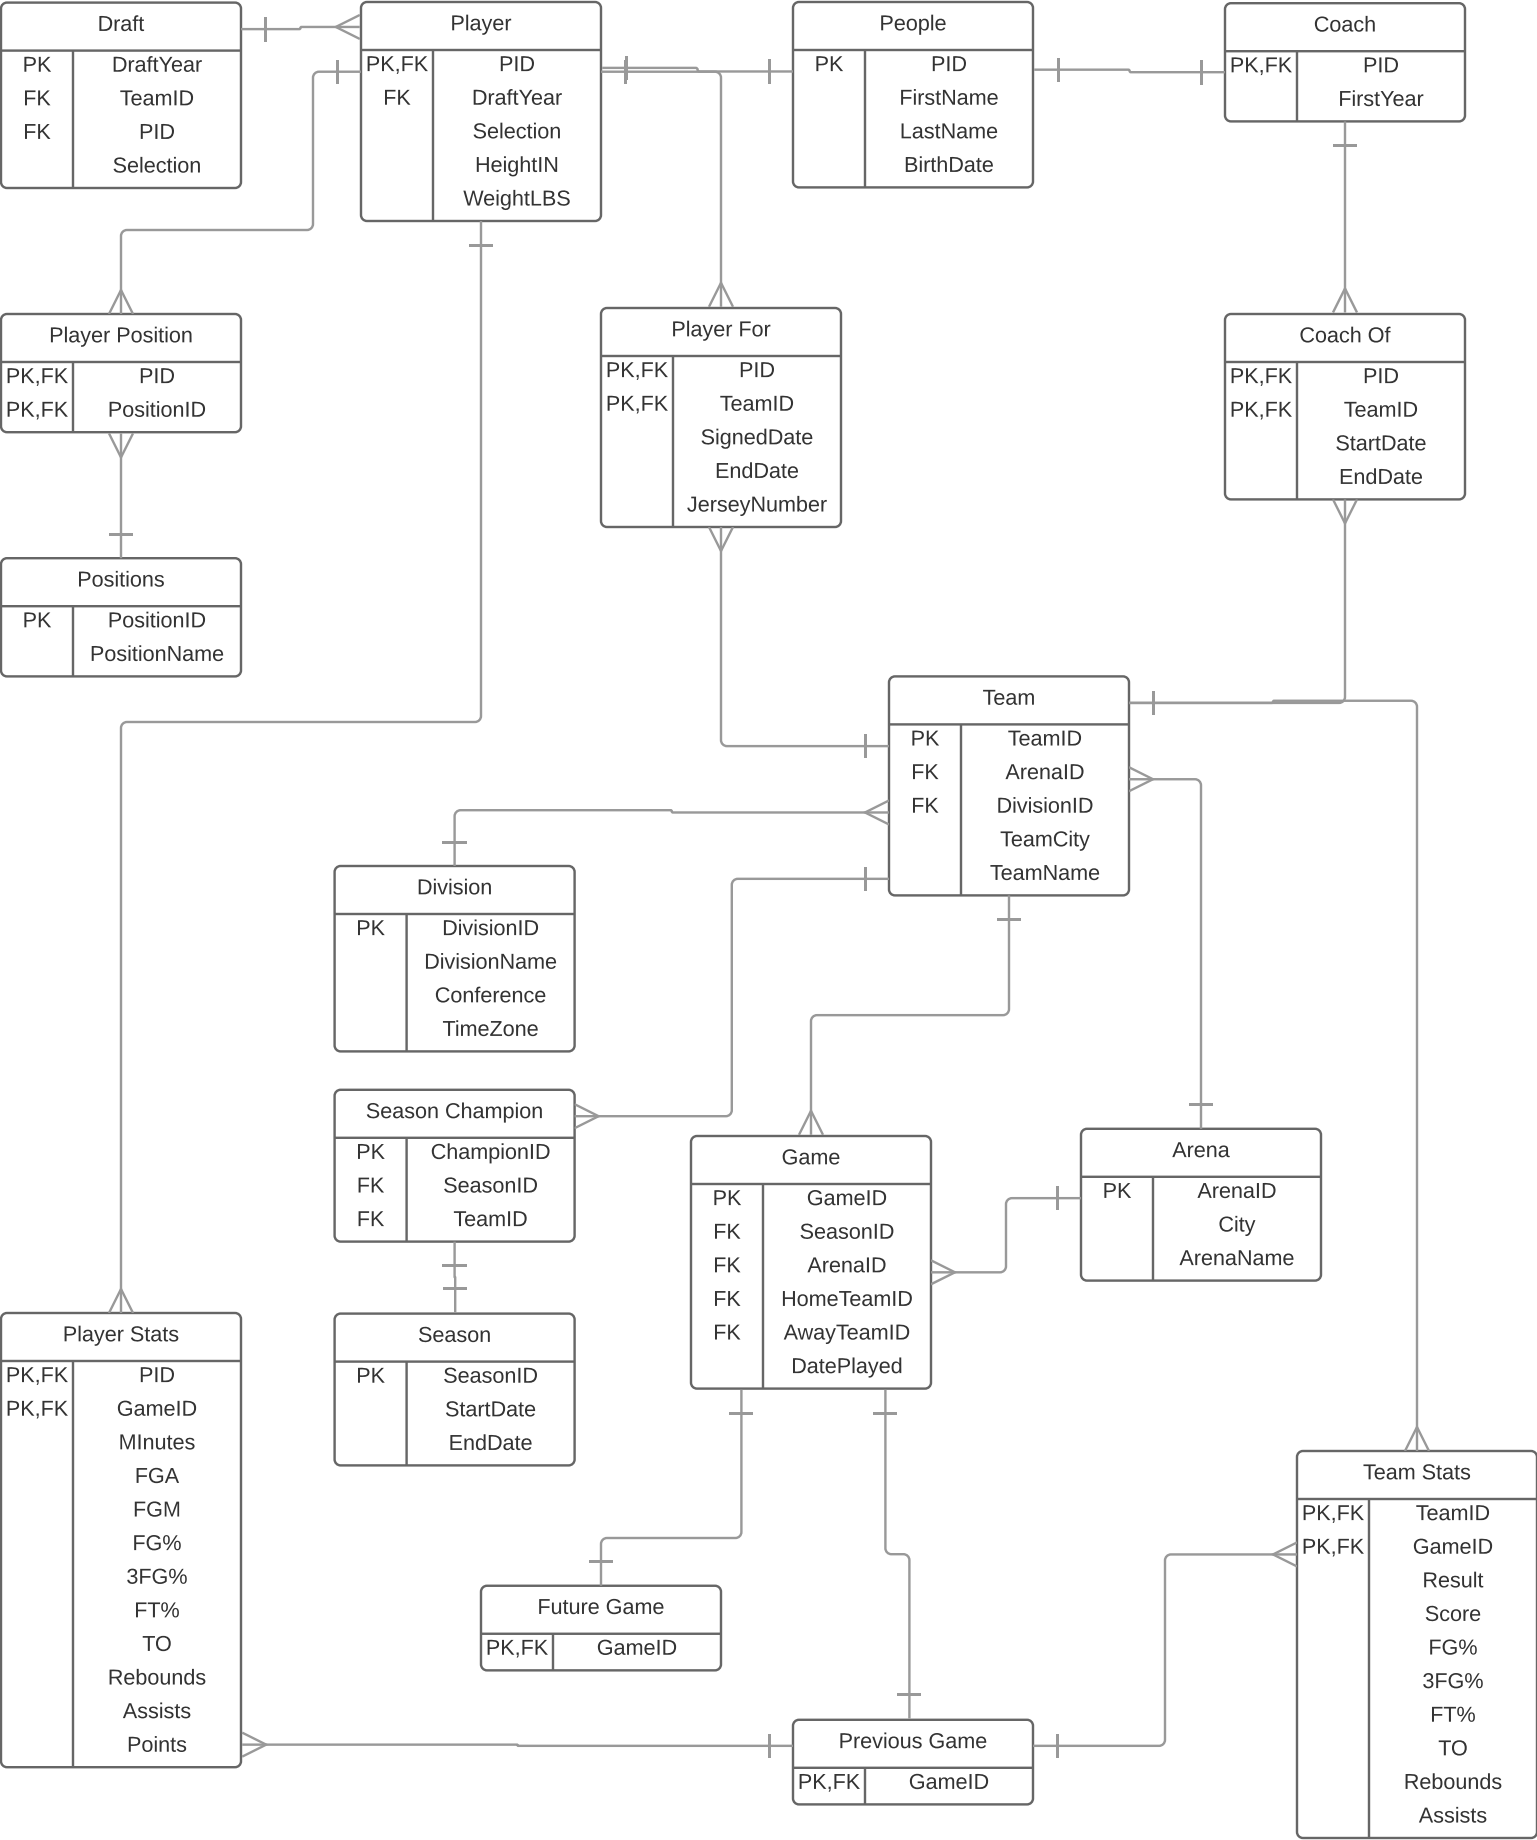 Draft
PK DraftYear
FK TeamID
FK PID
Selection
Player
PK,FK PID
FK DraftYear
Selection
HeightIN
WeightLBS
People
PK PID
FirstName
LastName
BirthDate
Coach
PK,FK PID
FirstYear
Player Position
PK,FK PID
PK,FK PositionID
Player For
PK,FK PID
PK,FK TeamID
SignedDate
EndDate
JerseyNumber
Coach Of
PK,FK PID
PK,FK TeamID
StartDate
EndDate
Positions
PK PositionID
PositionName
Team
PK TeamID
FK ArenaID
FK DivisionID
TeamCity
TeamName
Division
PK DivisionID
DivisionName
Conference
TimeZone
Season Champion
PK ChampionID
FK SeasonID
FK TeamID
Game
PK GameID
FK SeasonID
FK ArenaID
FK HomeTeamID
FK AwayTeamID
DatePlayed
Arena
PK ArenaID
City
ArenaName
Player Stats
PK,FK PID
PK,FK GameID
MInutes
FGA
FGM
FG%
3FG%
FT%
TO
Rebounds
Assists
Points
Season
PK SeasonID
StartDate
EndDate
Team Stats
PK,FK TeamID
PK,FK GameID
Result
Score
FG%
3FG%
FT%
TO
Rebounds
Assists
Future Game
PK,FK GameID
Previous Game
PK,FK GameID